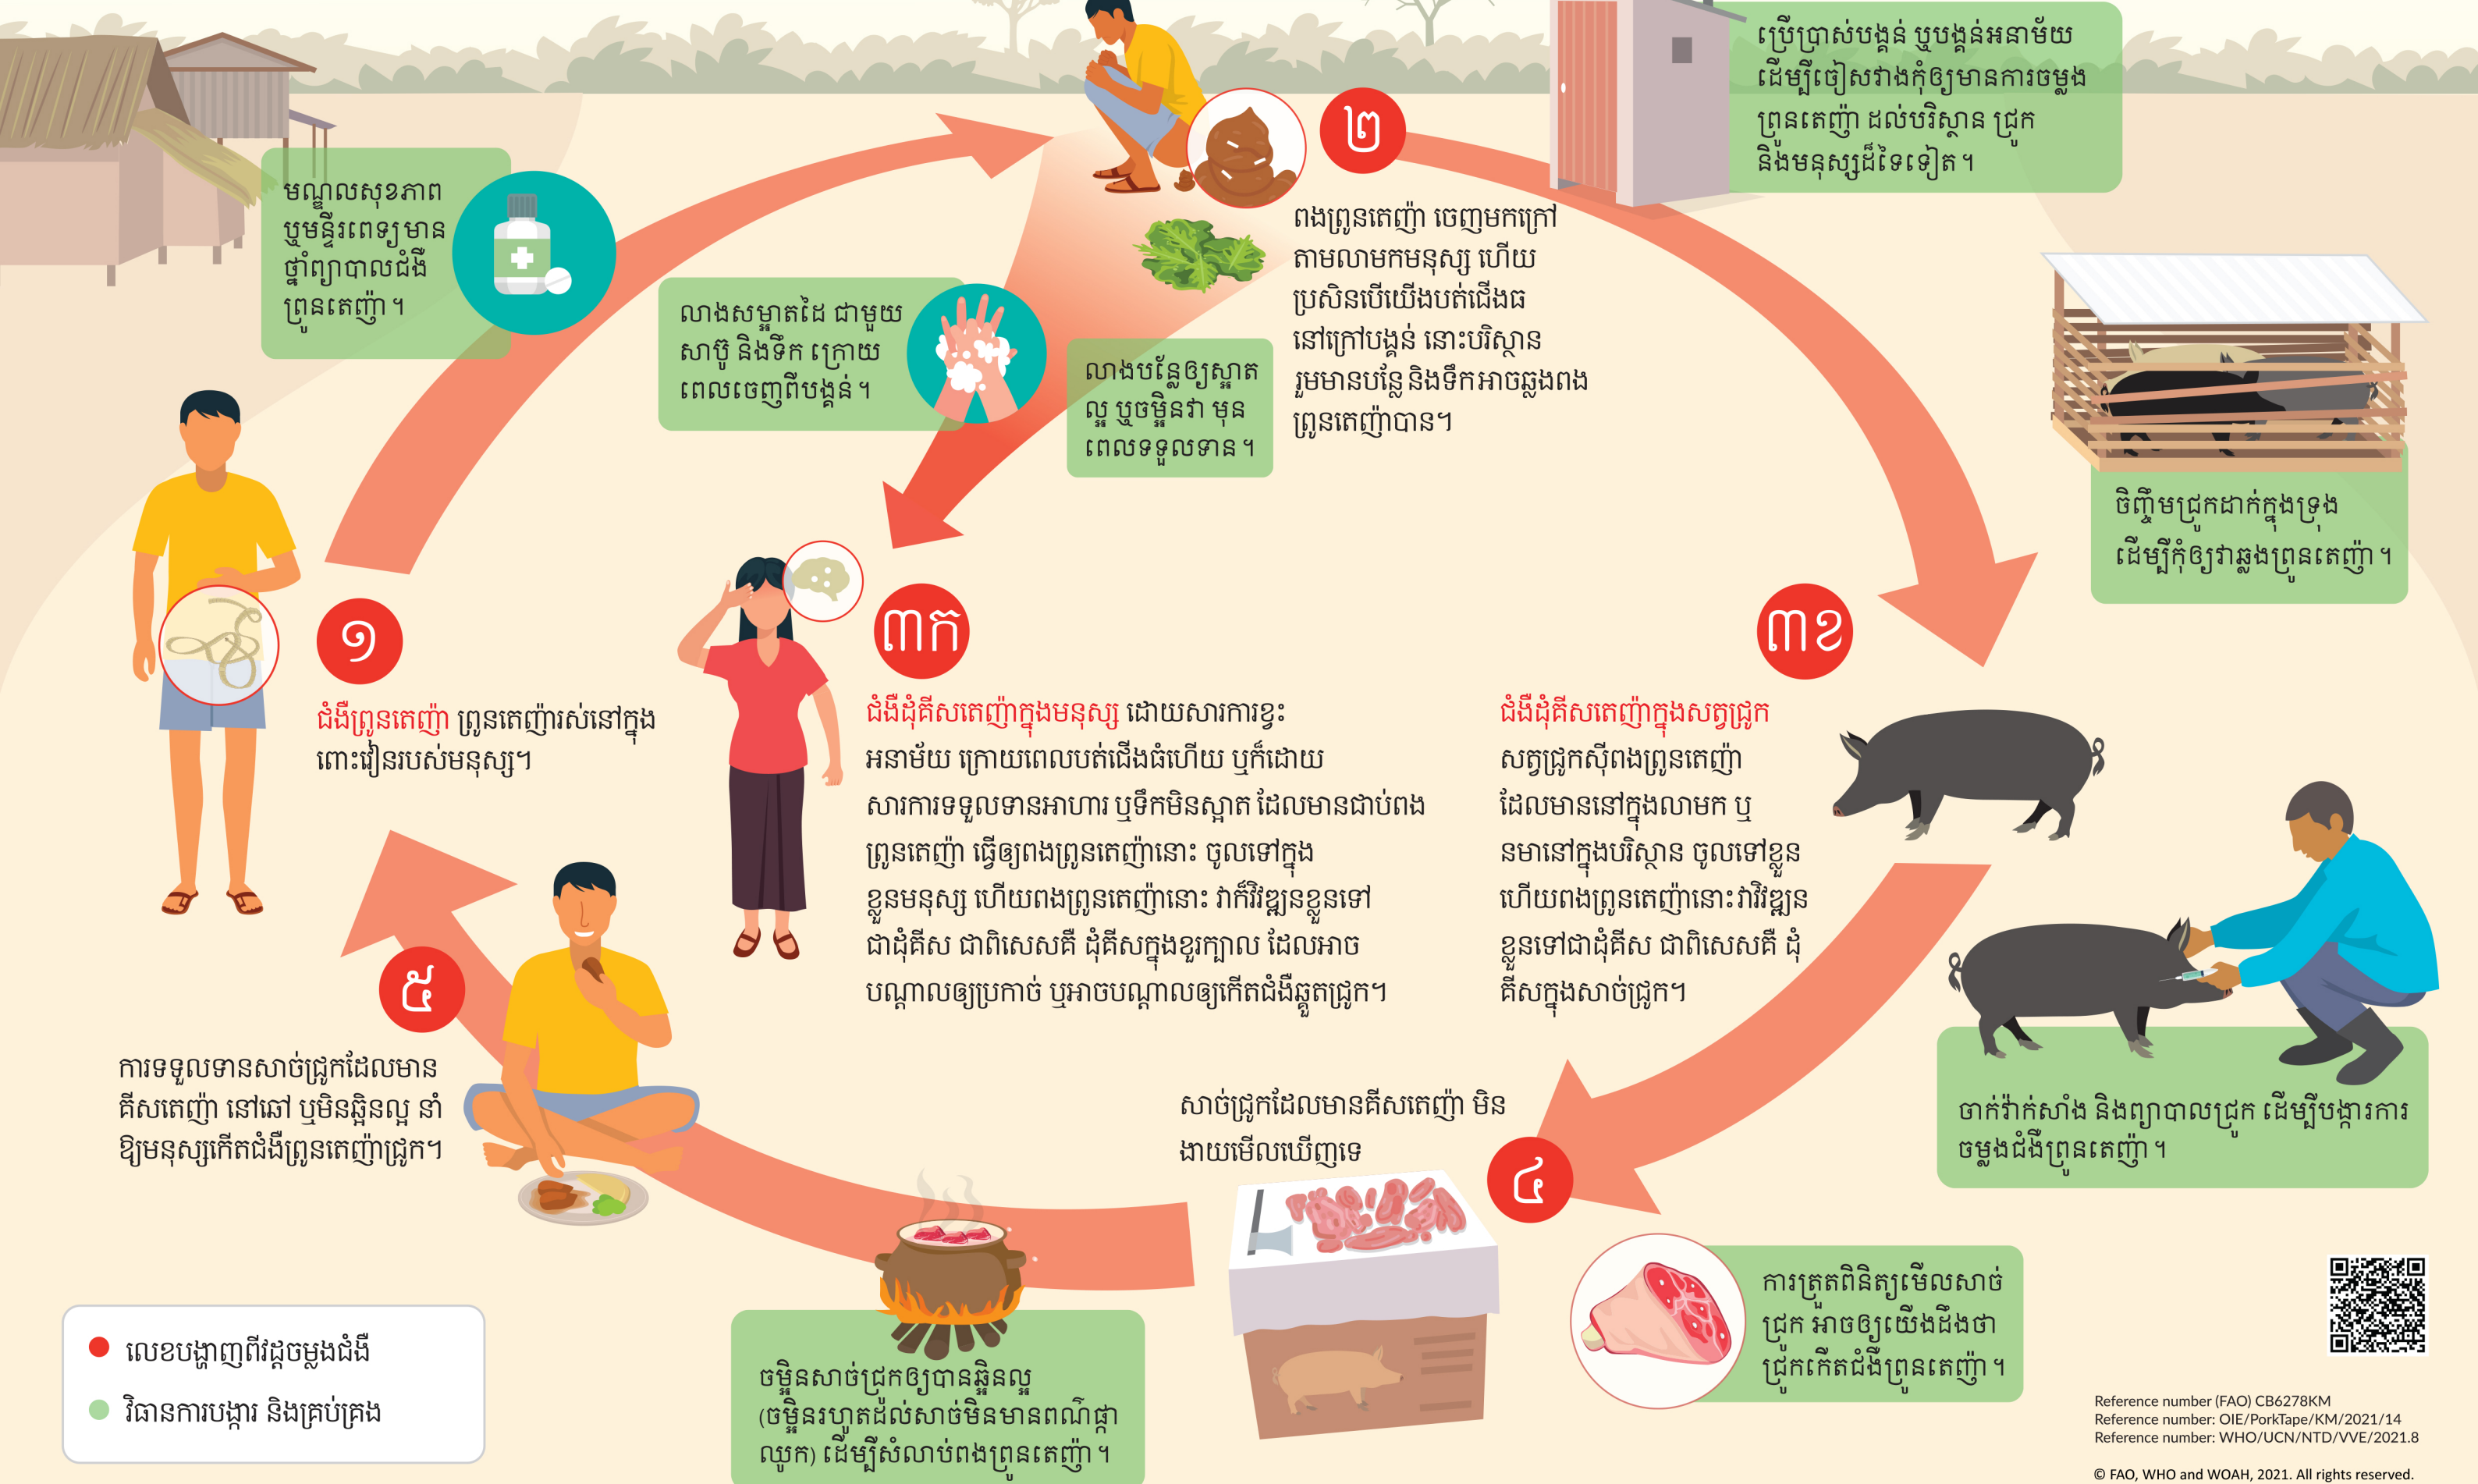 ប្រើប្រាស់បង្គន់ ឬបង្គន់អនាម័យ
ដើម្បីចៀសវាងកុំឲ្យមានការចម្លង
ព្រូនតេញ៉ា ដល់បរិស្ថាន ជ្រូក
និងមនុស្សដ៏ទៃទៀត។
មណ្ឌលសុខភាព
ឬមន្ទីរពេទ្យមាន
ថ្នាំព្យាបាលជំងឺ
ព្រូនតេញ៉ា។
២
ពងព្រូនតេញ៉ា ចេញមកក្រៅ
តាមលាមកមនុស្ស ហើយ
ប្រសិនបើយើងបត់ជើងធ
នៅក្រៅបង្គន់ នោះបរិស្ថាន
រួមមានបន្លែនិងទឹកអាចឆ្លងពង
ព្រូនតេញ៉ាបាន។
លាងសម្អាតដៃ ជាមួយ
សាប៊ូ និងទឹក ក្រោយ
ពេលចេញពីបង្គន់។
លាងបន្លែឲ្យស្អាត
ល្អ ឬចម្អិនវា មុន
ពេលទទួលទាន។
ចិញ្ចឹមជ្រូកដាក់ក្នុងទ្រុង
ដើម្បីកុំឲ្យវាឆ្លងព្រូនតេញ៉ា។
១
ជំងឺព្រូនតេញ៉ា ព្រូនតេញ៉ារស់នៅក្នុង
ពោះវៀនរបស់មនុស្ស។
៣ក
ជំងឺដុំគីសតេញ៉ាក្នុងមនុស្ស ដោយសារការខ្វះ
អនាម័យ ក្រោយពេលបត់ជើងធំហើយ ឬក៏ដោយ
សារការទទួលទានអាហារ ឬទឹកមិនស្អាត ដែលមានជាប់ពង
ព្រូនតេញ៉ា ធ្វើឲ្យពងព្រូនតេញ៉ានោះ ចូលទៅក្នុង
ខ្លួនមនុស្ស ហើយពងព្រូនតេញ៉ានោះ វាក៏វិវឌ្ឍនខ្លួនទៅ
ជាដុំគីស ជាពិសេសគឺ ដុំគីសក្នុងខួរក្បាល ដែលអាច
បណ្តាលឲ្យប្រកាច់ ឬអាចបណ្តាលឲ្យកើតជំងឺឆ្កួតជ្រូក។
៣ខ
ជំងឺដុំគីសតេញ៉ាក្នុងសត្វជ្រូក
សត្វជ្រូកស៊ីពងព្រូនតេញ៉ា
ដែលមាននៅក្នុងលាមក ឬ
នមានៅក្នុងបរិស្ថាន ចូលទៅខ្លួន
ហើយពងព្រូនតេញ៉ានោះវាវិវឌ្ឍន
ខ្លួនទៅជាដុំគីស ជាពិសេសគឺ ដុំ
គីសក្នុងសាច់ជ្រូក។
ចាក់វ៉ាក់សាំង និងព្យាបាលជ្រូក ដើម្បីបង្ការការ
ចម្លងជំងឺព្រូនតេញ៉ា។
៤
សាច់ជ្រូកដែលមានគីសតេញ៉ា មិន
ងាយមើលឃើញទេ
ការត្រួតពិនិត្យមើលសាច់
ជ្រូក អាចឲ្យយើងដឹងថា
ជ្រូកកើតជំងឺព្រូនតេញ៉ា។
៥
ការទទួលទានសាច់ជ្រូកដែលមាន
គីសតេញ៉ា នៅឆៅ ឬមិនឆ្អិនល្អ នាំ
ឱ្យមនុស្សកើតជំងឺព្រូនតេញ៉ាជ្រូក។
ចម្អិនសាច់ជ្រូកឲ្យបានឆ្អិនល្អ
(ចម្អិនរហូតដល់សាច់មិនមានពណ៌ផ្កា
ឈូក) ដើម្បីសំលាប់ពងព្រូនតេញ៉ា។
លេខបង្ហាញពីវដ្តចម្លងជំងឺ
វិធានការបង្ការ និងគ្រប់គ្រង
Reference number (FAO) CB6278KM
Reference number: OIE/PorkTape/KM/2021/14
Reference number: WHO/UCN/NTD/VVE/2021.8
© FAO, WHO and WOAH, 2021. All rights reserved.